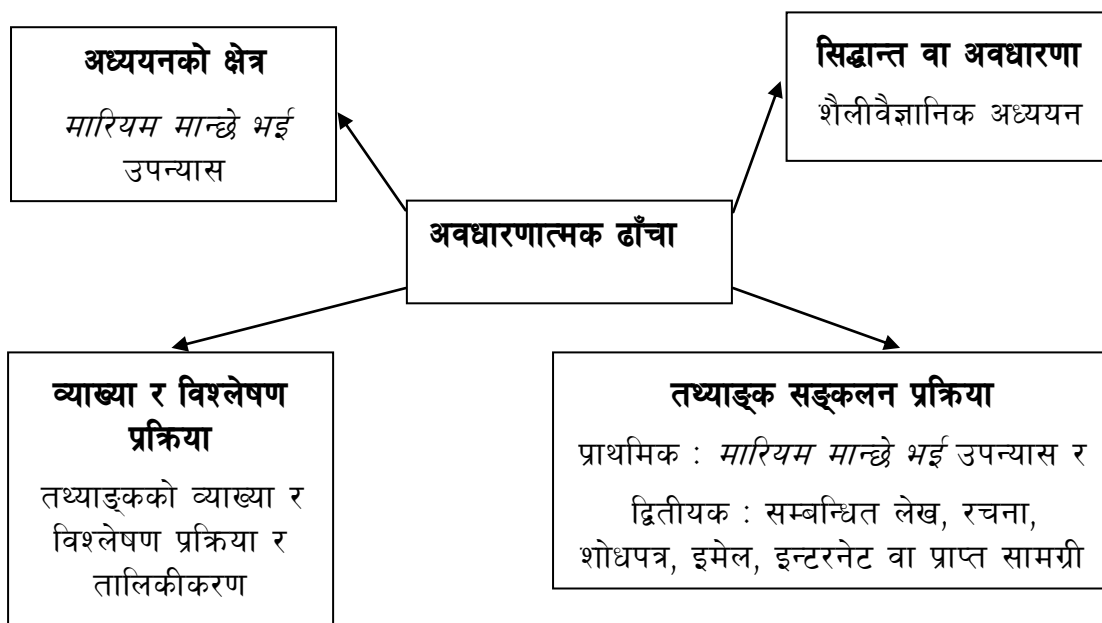 अध्ययनको क्षेत्र
मारियम मान्छे भई
उपन्यास
सिद्धान्त वा अवधारणा
शैलीवैज्ञानिक अध्ययन
अवधारणात्मक ढाँचा
व्याख्या र विश्लेषण
प्रक्रिया
तथ्याङ्कको व्याख्या र
विश्लेषण प्रक्रिया र
तालिकीकरण
तथ्याङ्क सङ्कलन प्रक्रिया
प्राथमिक : मारियम मान्छे भई उपन्यास र
द्वितीयक : सम्बन्धित लेख, रचना,
शोधपत्र, इमेल, इन्टरनेट वा प्राप्त सामग्री